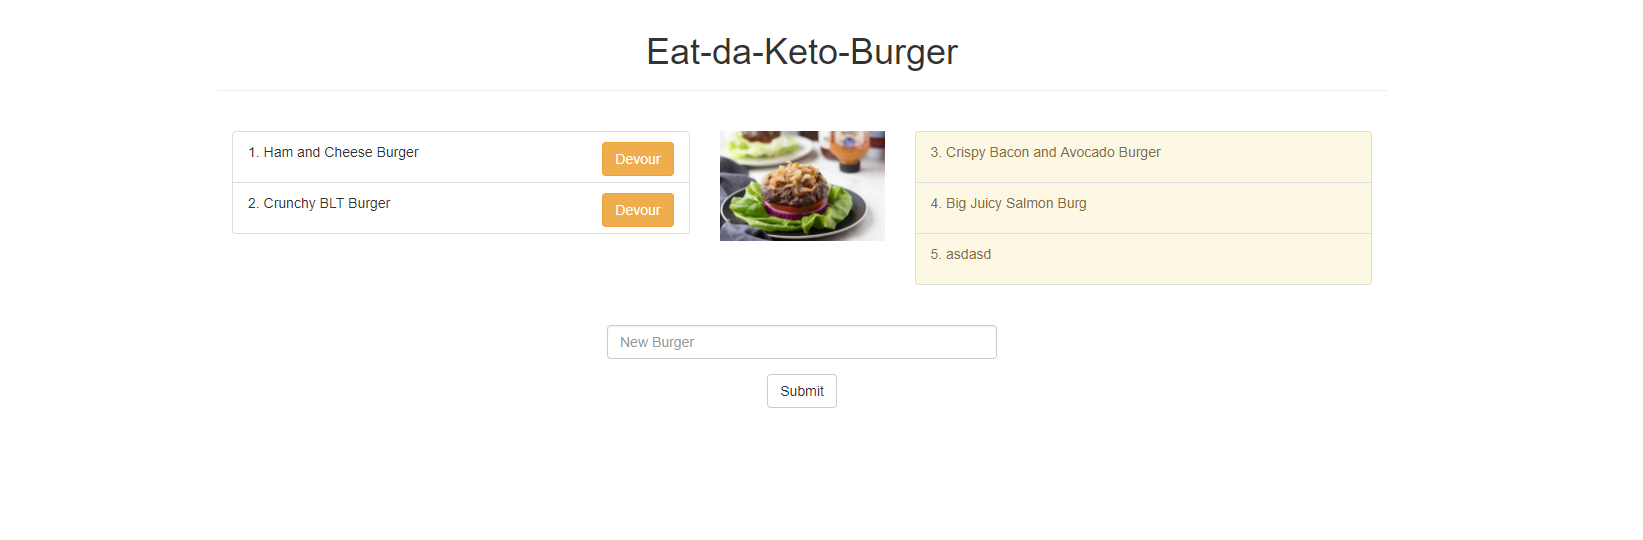 Eat-da-Keto-Burger
1. Ham and Cheese Burger
Devour
2. Crunchy BLT Burger
Devour
3. Crispy Bacon and Avocado Burger
4. Big Juicy Salmon Burg
5. asdasd
New Burger
Submit